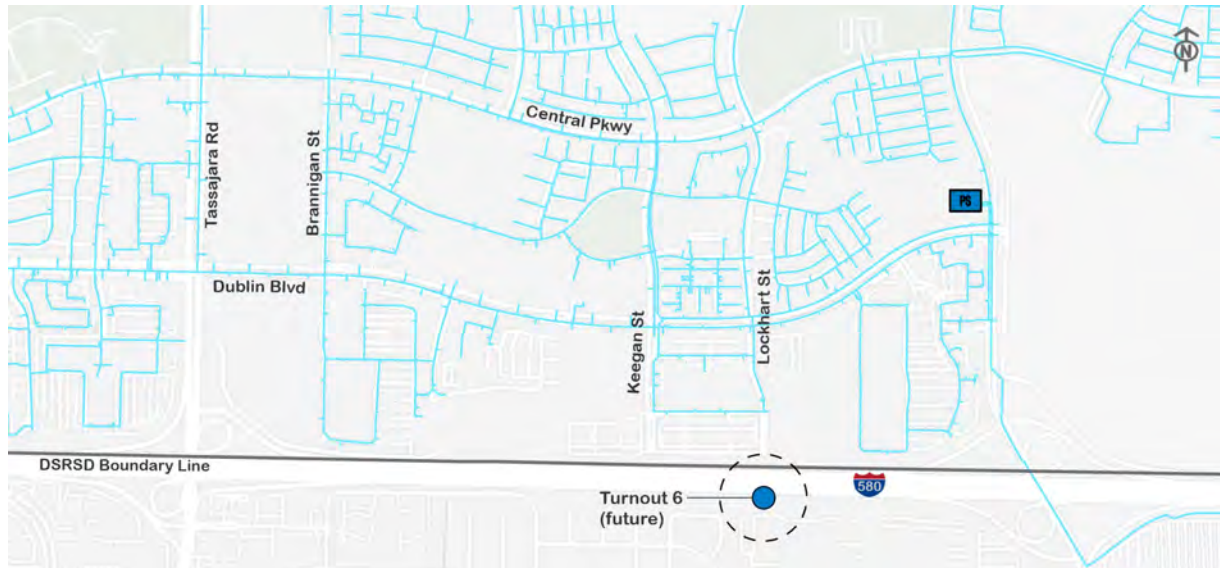 N
Central Pkwy
Tassajara Rd
Brannigan St
PS
Dublin Blvd
Keegan St
Lockhart St
DSRSD Boundary Line
580
Turnout 6
(future)